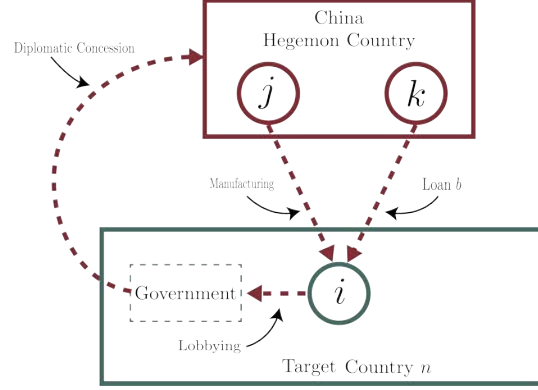 China
Hegemon Country
Diplomatic Concession
j
k
Manufacturing
Loan b
Government
i
Lobbying
Target Country n